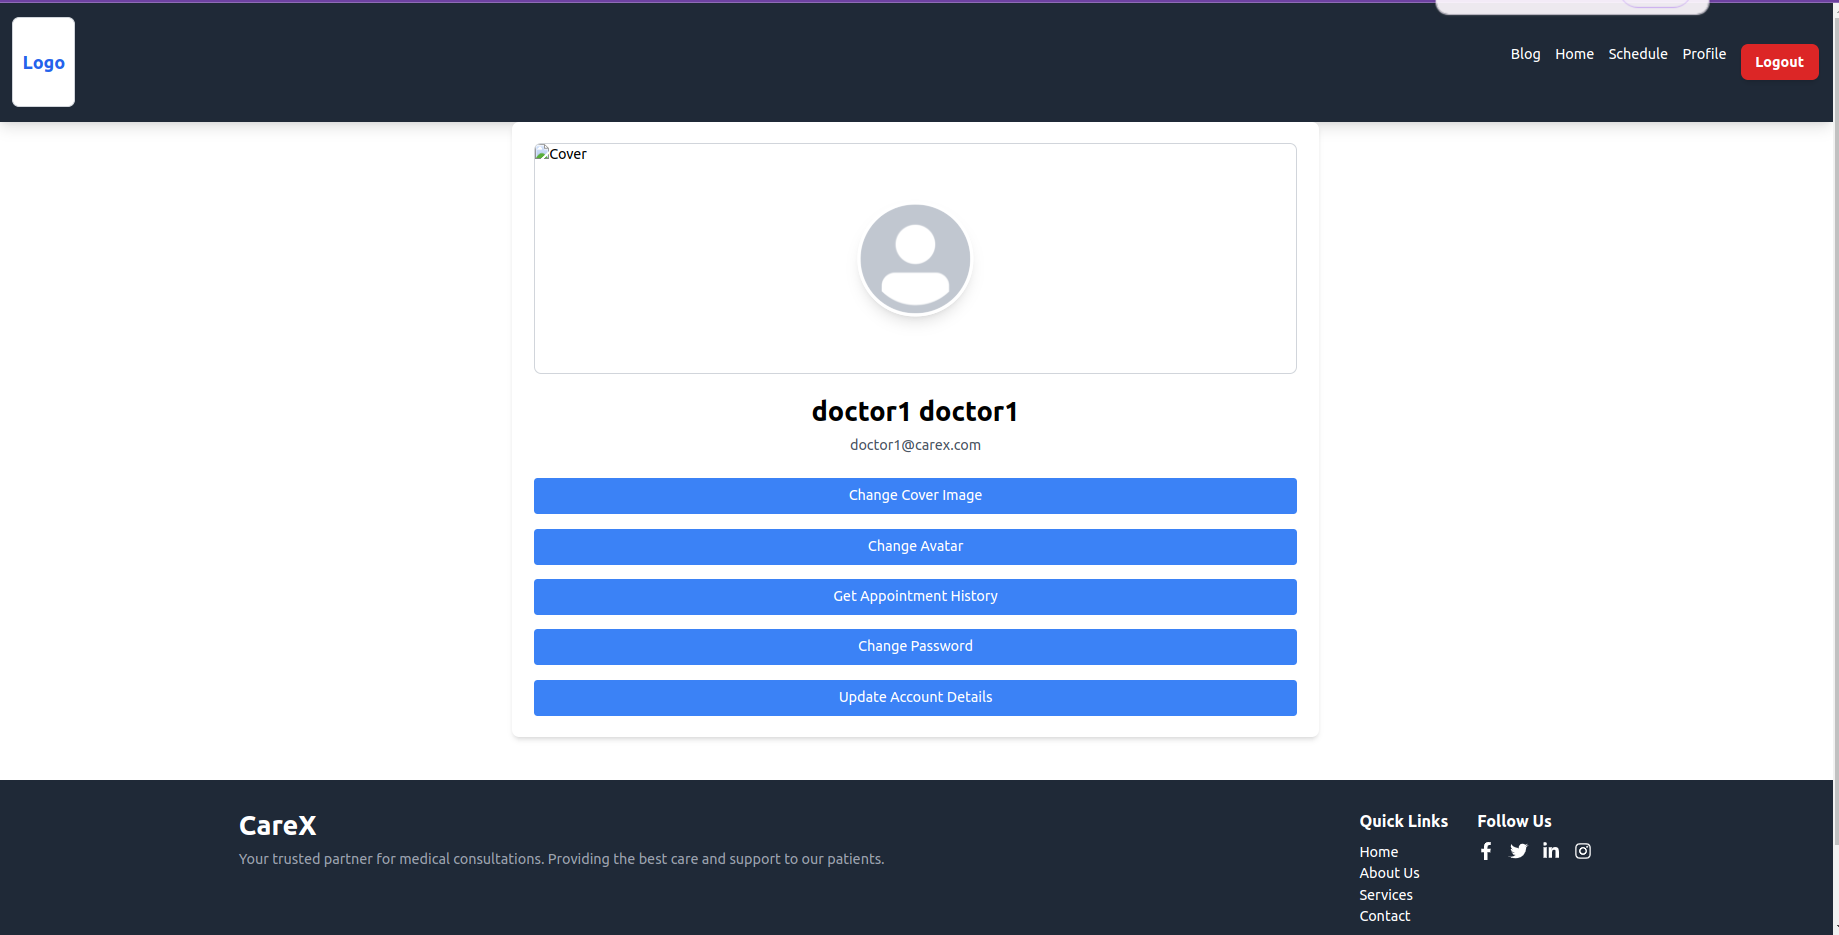 Logo
Blog Home Schedule Profile Logout
Cover
doctor1 doctor1
doctor1@carex.com
Change Cover Image
Change Avatar
Get Appointment History
Change Password
Update Account Details
CareX
Your trusted partner for medical consultations. Providing the best care and support to our patients.
Quick Links
Home
About Us
Services
Contact
Follow Us